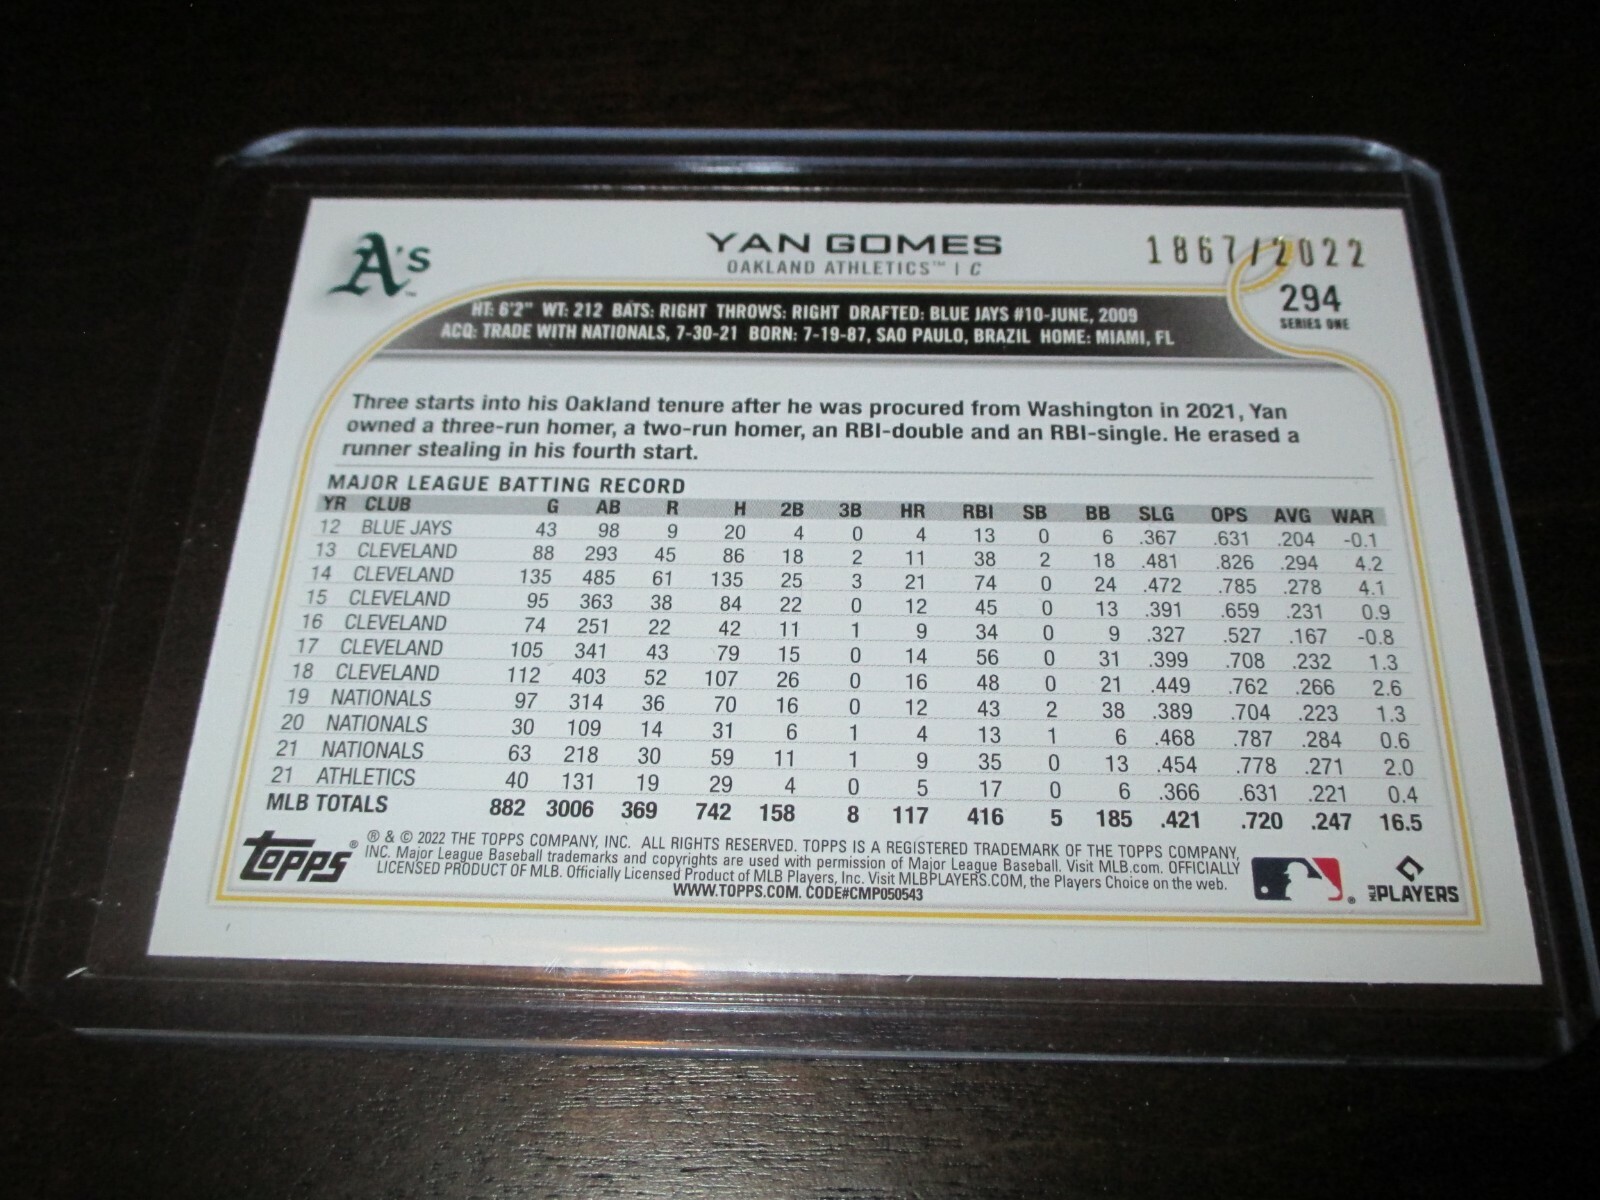 A's
YAN GOMES
OAKLAND ATHLETICS™ | C
1867/2022
294
SERIES ONE
HT: 6'2" WT: 212 BATS: RIGHT THROWS: RIGHT DRAFTED: BLUE JAYS #10-JUNE, 2009
ACQ: TRADE WITH NATIONALS, 7-30-21 BORN: 7-19-87, SAO PAULO, BRAZIL HOME: MIAMI, FL
Three starts into his Oakland tenure after he was procured from Washington in 2021, Yan
owned a three-run homer, a two-run homer, an RBI-double and an RBI-single. He erased a
runner stealing in his fourth start.
MAJOR LEAGUE BATTING RECORD
YR CLUB G AB R H 2B 3B HR RBI SB BB SLG OPS AVG WAR
12 BLUE JAYS 43 98 9 20 4 0 4 13 0 6 .367 .631 .204 -0.1
13 CLEVELAND 88 293 45 86 18 2 11 38 2 18 .481 .826 .294 4.2
14 CLEVELAND 135 485 61 135 25 3 21 74 0 24 .472 .785 .278 4.1
15 CLEVELAND 95 363 38 84 22 0 12 45 0 13 .391 .659 .231 0.9
16 CLEVELAND 74 251 22 42 11 1 9 34 0 9 .327 .527 .167 -0.8
17 CLEVELAND 105 341 43 79 15 0 14 56 0 31 .399 .708 .232 1.3
18 CLEVELAND 112 403 52 107 26 0 16 48 0 21 .449 .762 .266 2.6
19 NATIONALS 97 314 36 70 16 0 12 43 2 38 .389 .704 .223 1.3
20 NATIONALS 30 109 14 31 6 1 4 13 1 6 .468 .787 .284 0.6
21 NATIONALS 63 218 30 59 11 1 9 35 0 13 .454 .778 .271 2.0
21 ATHLETICS 40 131 19 29 4 0 5 17 0 6 .366 .631 .221 0.4
MLB TOTALS 882 3006 369 742 158 8 117 416 5 185 .421 .720 .247 16.5
TOPPS®
® & © 2022 THE TOPPS COMPANY, INC. ALL RIGHTS RESERVED. TOPPS IS A REGISTERED TRADEMARK OF THE TOPPS COMPANY,
INC. Major League Baseball trademarks and copyrights are used with permission of Major League Baseball. Visit MLB.com. OFFICIALLY
LICENSED PRODUCT OF MLB. Officially Licensed Product of MLB Players, Inc. Visit MLBPLAYERS.COM, the Players Choice on the web.
WWW.TOPPS.COM. CODE#CMP050543
MLB PLAYERS